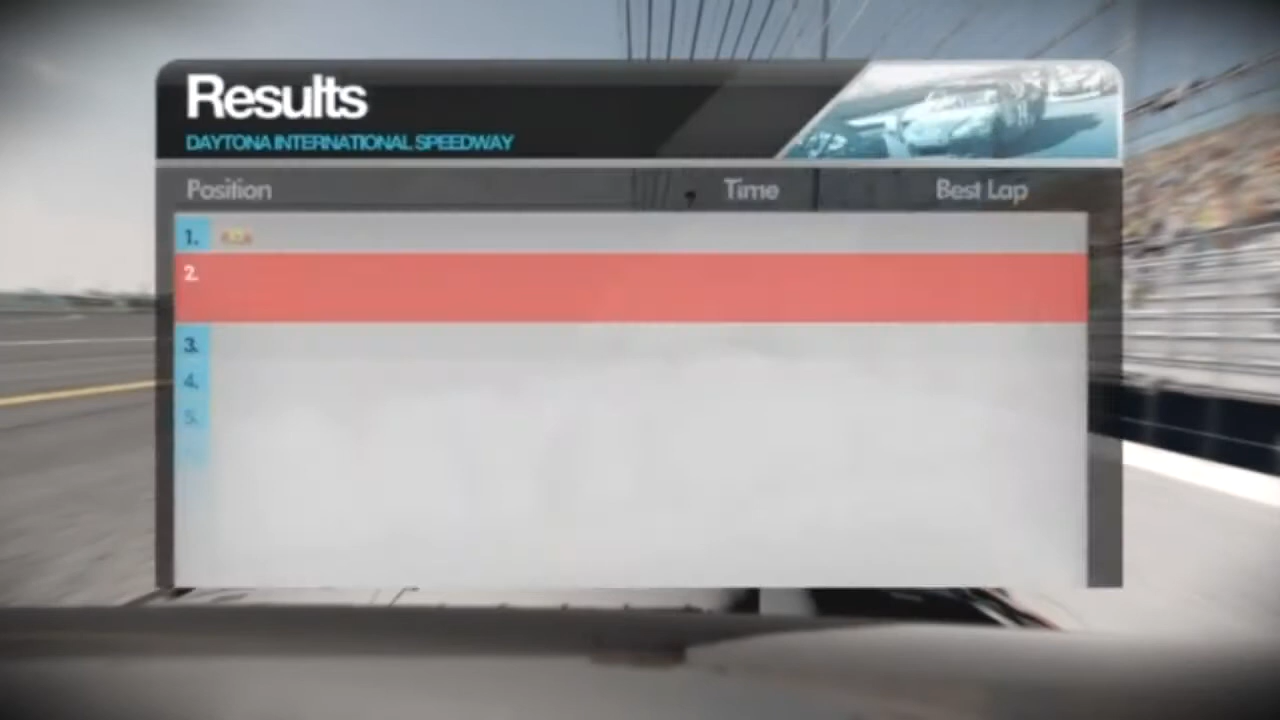 Results
DAYTONA INTERNATIONAL SPEEDWAY
Position Time Best Lap
1.
2.
3.
4.
5.